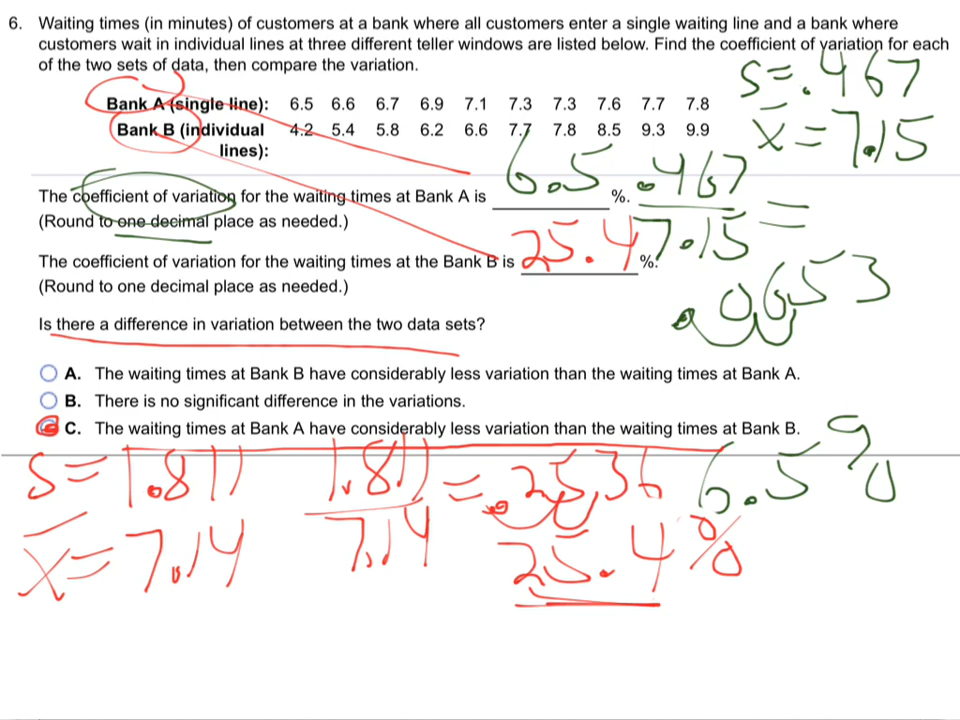 6. Waiting times (in minutes) of customers at a bank where all customers enter a single waiting line and a bank where
customers wait in individual lines at three different teller windows are listed below. Find the coefficient of variation for each
of the two sets of data, then compare the variation.
s = .467
Bank A (single line): 6.5 6.6 6.7 6.9 7.1 7.3 7.3 7.6 7.7 7.8
x̄ = 7.15
Bank B (individual 4.2 5.4 5.8 6.2 6.6 7.7 7.8 8.5 9.3 9.9
lines):
The coefficient of variation for the waiting times at Bank A is 6.5 %.
.467 / 7.15 =
(Round to one decimal place as needed.)
.0653
The coefficient of variation for the waiting times at the Bank B is 25.4 %.
(Round to one decimal place as needed.)
Is there a difference in variation between the two data sets?
A. The waiting times at Bank B have considerably less variation than the waiting times at Bank A.
B. There is no significant difference in the variations.
C. The waiting times at Bank A have considerably less variation than the waiting times at Bank B.
6.5%
s = 1.811
1.811 / 7.14 = .2536
x̄ = 7.14
25.4%